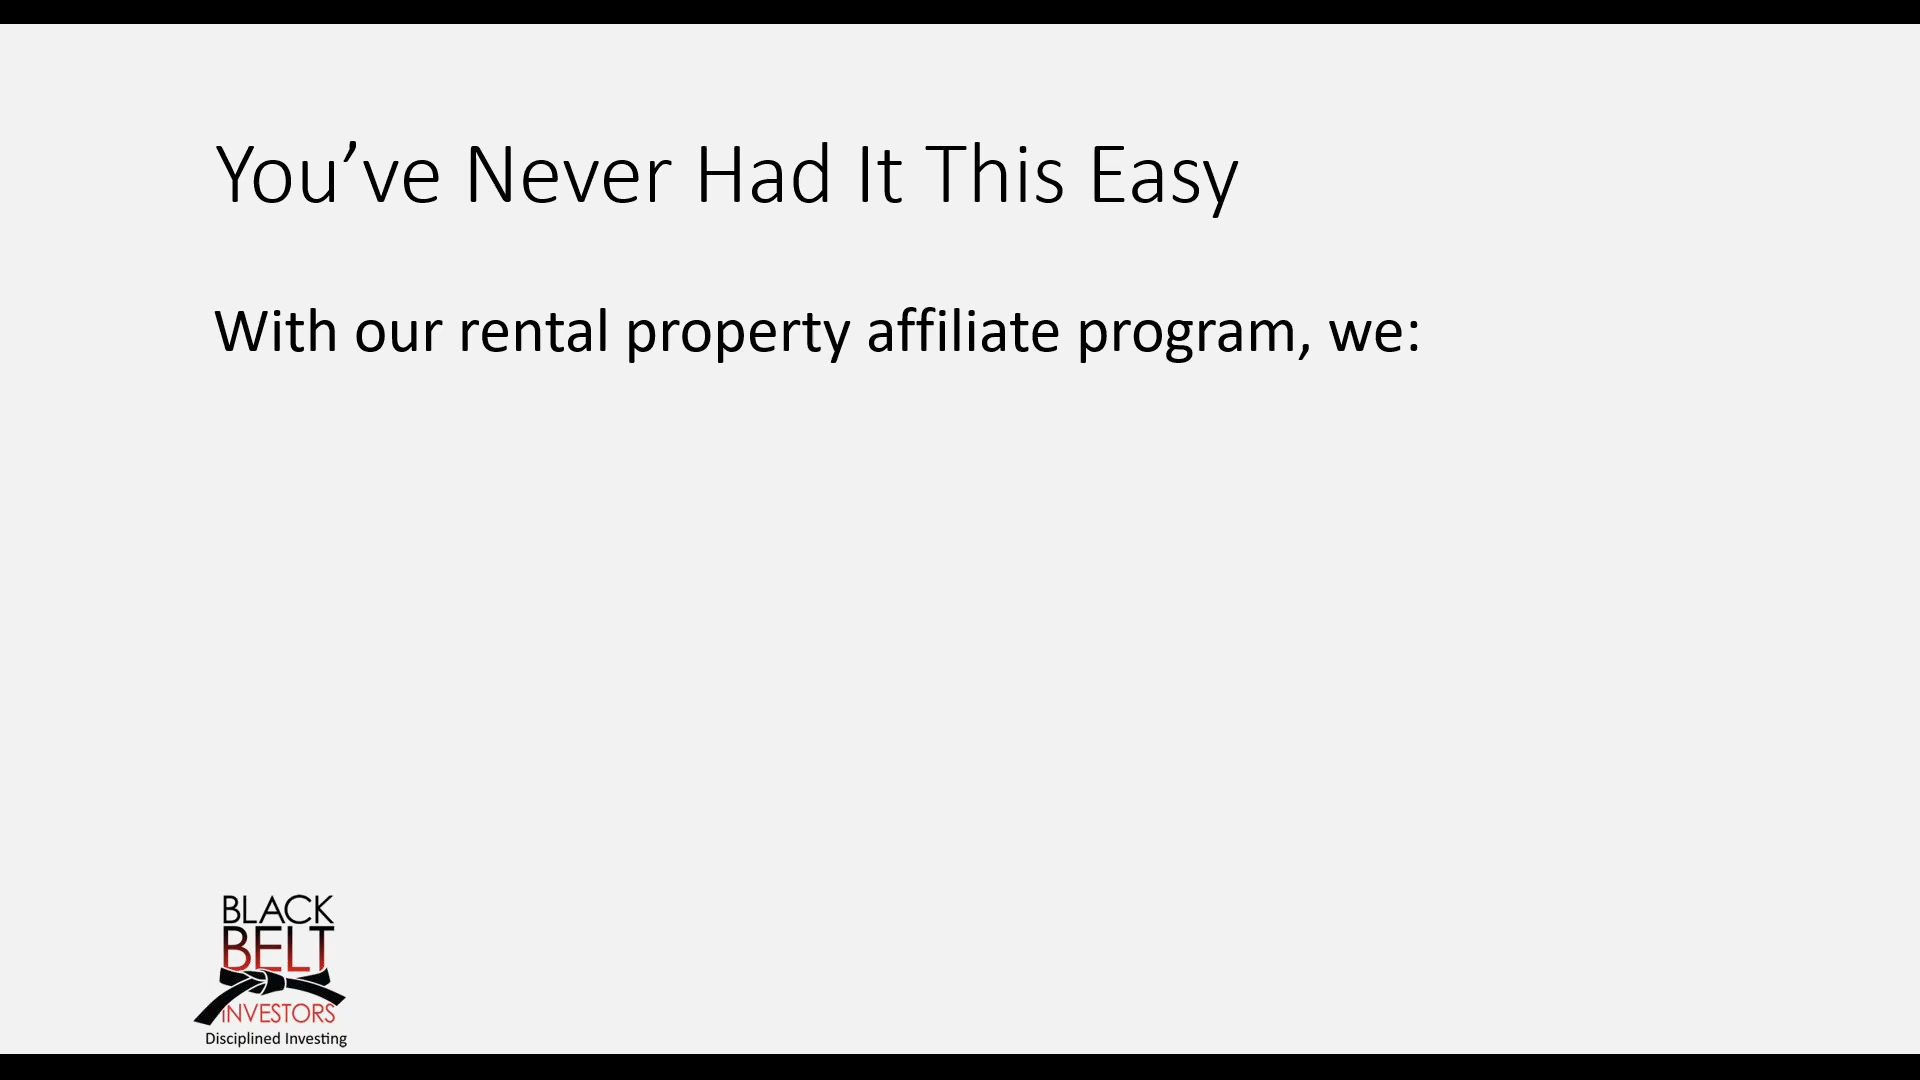 You’ve Never Had It This Easy
With our rental property affiliate program, we:
BLACK
BELT
INVESTORS
Disciplined Investing